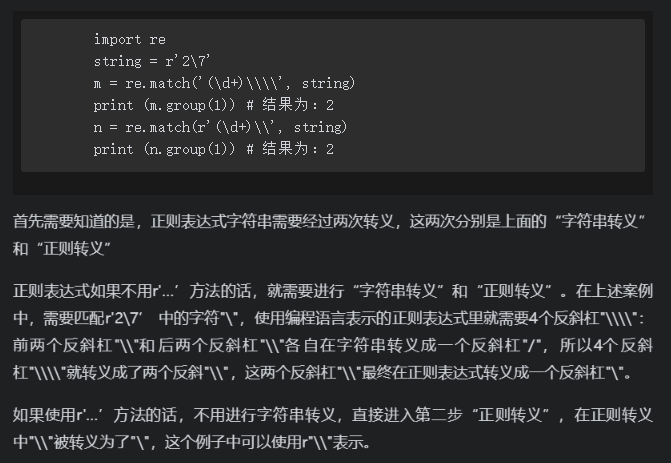 import re
string = r'2\7'
m = re.match('(\d+)\\\\', string)
print (m.group(1)) # 结果为：2
n = re.match(r'(\d+)\\', string)
print (n.group(1)) # 结果为：2
首先需要知道的是，正则表达式字符串需要经过两次转义，这两次分别是上面的“字符串转义”
和“正则转义”
正则表达式如果不用r'...’方法的话，就需要进行“字符串转义”和“正则转义”。在上述案例
中，需要匹配r'2\7’ 中的字符"\"，使用编程语言表示的正则表达式里就需要4个反斜杠"\\\\"：
前两个反斜杠"\\"和后两个反斜杠"\\"各自在字符串转义成一个反斜杠"/"，所以4个反斜
杠"\\\\"就转义成了两个反斜"\\"，这两个反斜杠"\\"最终在正则表达式转义成一个反斜杠"\"。
如果使用r'...’方法的话，不用进行字符串转义，直接进入第二步“正则转义”，在正则转义
中"\\"被转义为了"\"，这个例子中可以使用r"\\"表示。